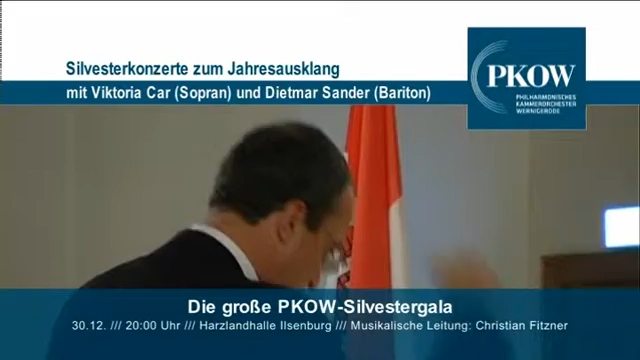 Silvesterkonzerte zum Jahresausklang
mit Viktoria Car (Sopran) und Dietmar Sander (Bariton)
PKOW
PHILHARMONISCHES
KAMMERORCHESTER
WERNIGERODE
Die große PKOW-Silvestergala
30.12. /// 20:00 Uhr /// Harzlandhalle Ilsenburg /// Musikalische Leitung: Christian Fitzner